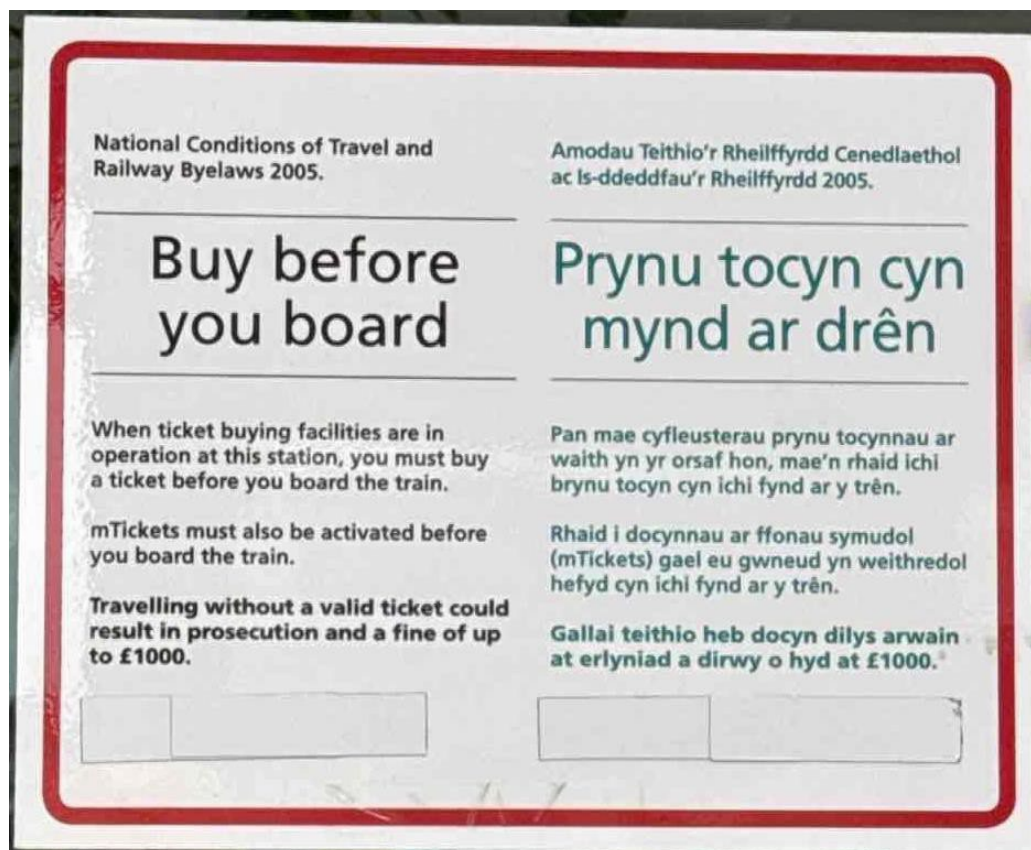 National Conditions of Travel and
Railway Byelaws 2005.
Buy before
you board
When ticket buying facilities are in
operation at this station, you must buy
a ticket before you board the train.
mTickets must also be activated before
you board the train.
Travelling without a valid ticket could
result in prosecution and a fine of up
to £1000.
Amodau Teithio'r Rheilffyrdd Cenedlaethol
ac Is-ddeddfau'r Rheilffyrdd 2005.
Prynu tocyn cyn
mynd ar drên
Pan mae cyfleusterau prynu tocynnau ar
waith yn yr orsaf hon, mae'n rhaid ichi
brynu tocyn cyn ichi fynd ar y trên.
Rhaid i docynnau ar ffonau symudol
(mTickets) gael eu gwneud yn weithredol
hefyd cyn ichi fynd ar y trên.
Gallai teithio heb docyn dilys arwain
at erlyniad a dirwy o hyd at £1000.